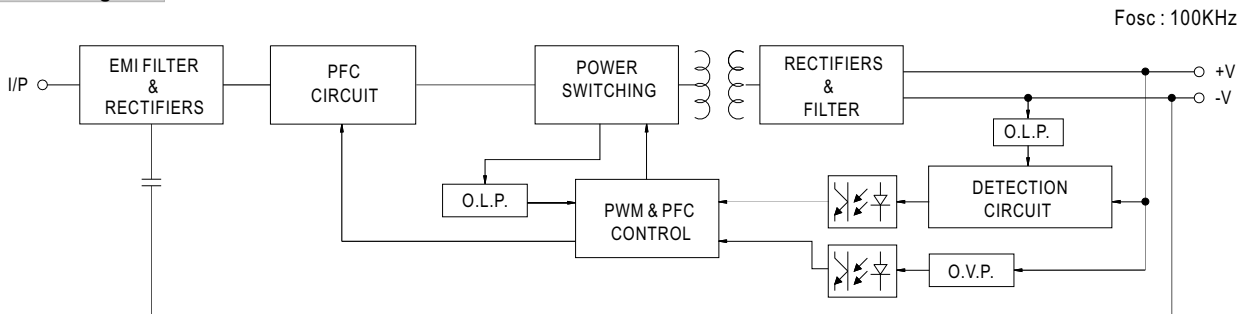 Fosc : 100KHz
I/P
EMI FILTER
&
RECTIFIERS
PFC
CIRCUIT
POWER
SWITCHING
RECTIFIERS
&
FILTER
+V
-V
O.L.P.
O.L.P.
PWM & PFC
CONTROL
DETECTION
CIRCUIT
O.V.P.